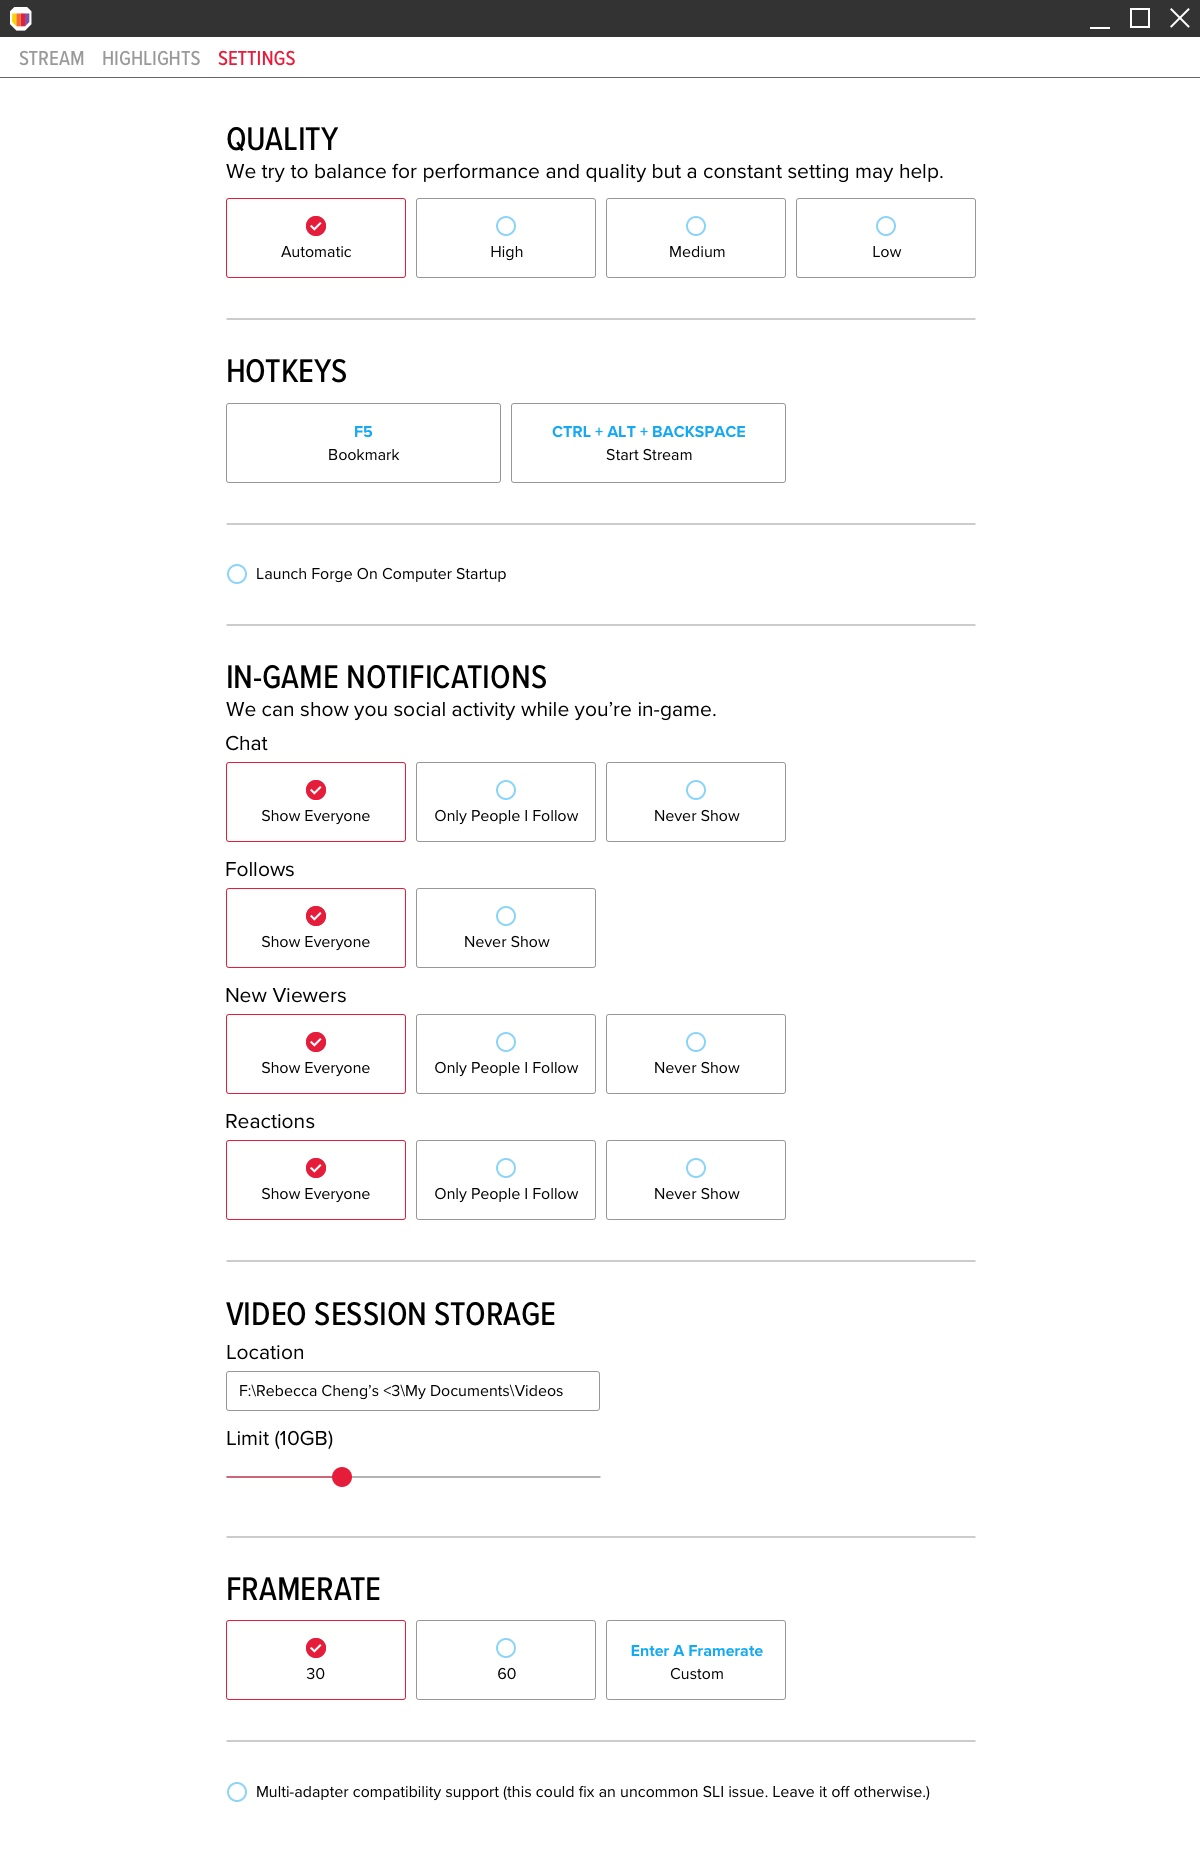 STREAM HIGHLIGHTS SETTINGS
QUALITY
We try to balance for performance and quality but a constant setting may help.
Automatic High Medium Low
HOTKEYS
F5 CTRL + ALT + BACKSPACE
Bookmark Start Stream
Launch Forge On Computer Startup
IN-GAME NOTIFICATIONS
We can show you social activity while you’re in-game.
Chat
Show Everyone Only People I Follow Never Show
Follows
Show Everyone Never Show
New Viewers
Show Everyone Only People I Follow Never Show
Reactions
Show Everyone Only People I Follow Never Show
VIDEO SESSION STORAGE
Location
F:\Rebecca Cheng’s <3\My Documents\Videos
Limit (10GB)
FRAMERATE
Enter A Framerate
30 60 Custom
Multi-adapter compatibility support (this could fix an uncommon SLI issue. Leave it off otherwise.)